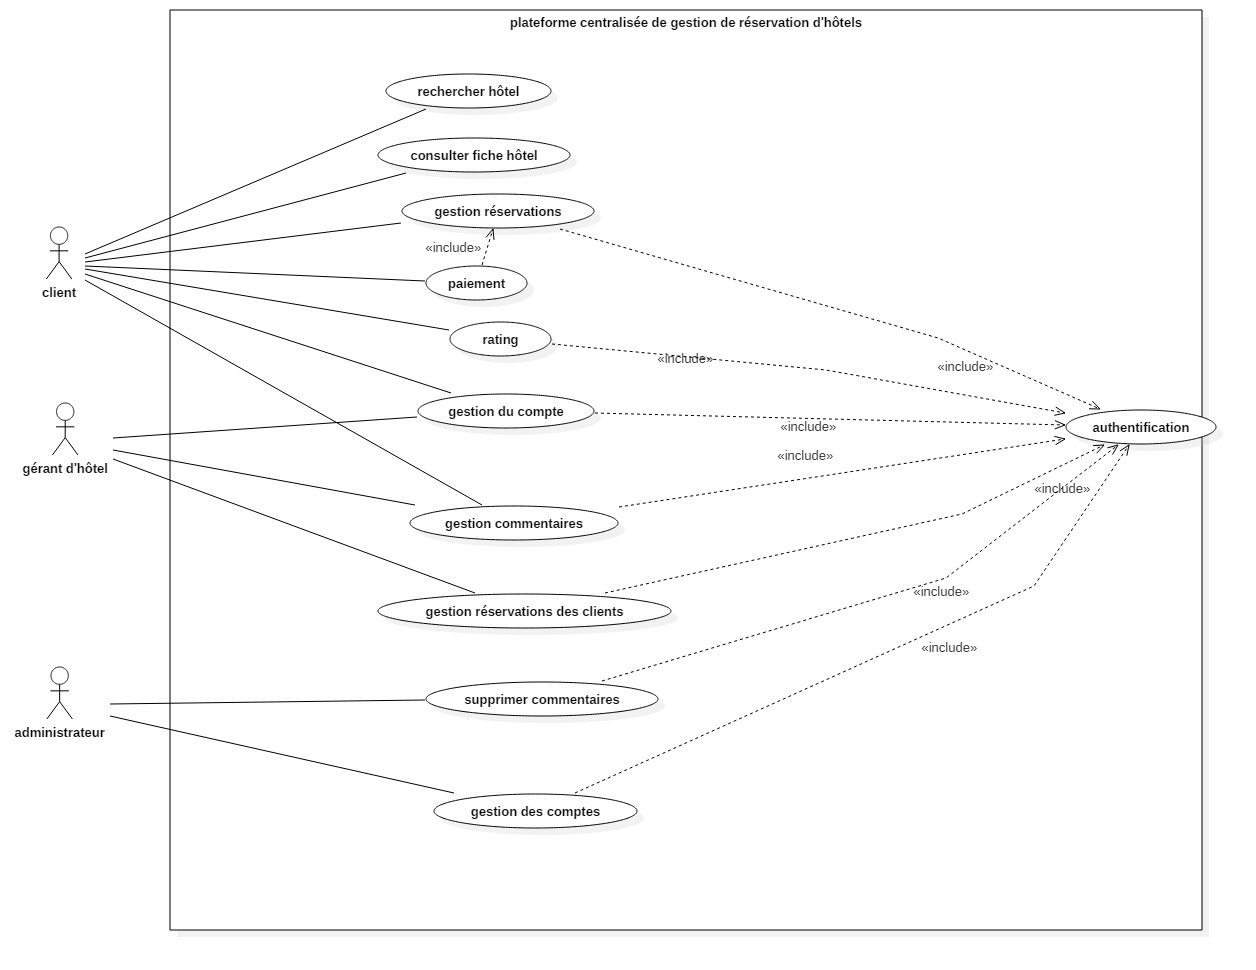 plateforme centralisée de gestion de réservation d'hôtels
rechercher hôtel
consulter fiche hôtel
gestion réservations
«include»
client
paiement
rating
«include»
«include»
gestion du compte
gérant d'hôtel
«include»
authentification
«include»
gestion commentaires
«include»
gestion réservations des clients
«include»
«include»
supprimer commentaires
administrateur
gestion des comptes